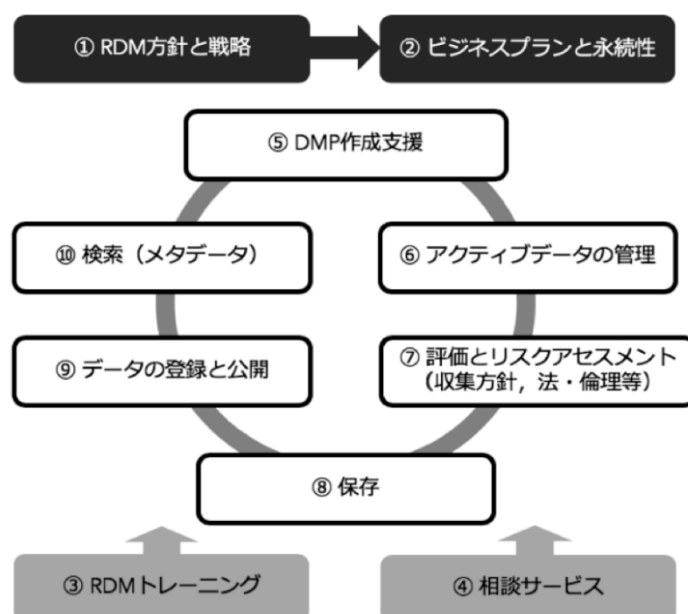 ① RDM方針と戦略
② ビジネスプランと永続性
⑤ DMP作成支援
⑩ 検索（メタデータ）
⑥ アクティブデータの管理
⑨ データの登録と公開
⑦ 評価とリスクアセスメント
（収集方針，法・倫理等）
⑧ 保存
③ RDMトレーニング
④ 相談サービス